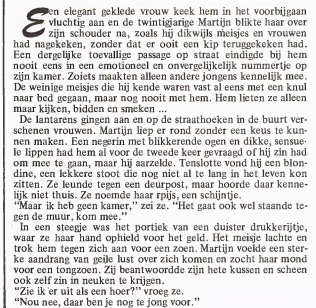 Een elegant geklede vrouw keek hem in het voorbijgaan
vluchtig aan en de twintigjarige Martijn blikte haar over
zijn schouder na, zoals hij dikwijls meisjes en vrouwen
had nagekeken, zonder dat er ooit een kip teruggekeken had.
Een dergelijke toevallige passage op straat eindigde bij hem
nooit eens in een emotioneel en onvergelijkelijk nummertje op
zijn kamer. Zoiets maakten alleen andere jongens kennelijk mee.
De weinige meisjes die hij kende waren vast al eens met een knul
naar bed gegaan, maar nog nooit met hem. Hem lieten ze alleen
maar kijken, bidden en smeken ...
De lantarens gingen aan en op de straathoeken in de buurt ver-
schenen vrouwen. Martijn liep er rond zonder een keus te kun-
nen maken. Een negerin met blikkerende ogen en dikke, sensue-
le lippen had hem al voor de tweede keer gevraagd of hij zin had
om mee te gaan, maar hij aarzelde. Tenslotte vond hij een blon-
dine, een lekkere stoot die nog niet al te lang in het leven kon
zitten. Ze leunde tegen een deurpost, maar hoorde daar kenne-
lijk niet thuis. Ze noemde haar rpijs, een schijntje.
"Maar ik heb geen kamer," zei ze. "Het gaat ook wel staande te-
gen de muur, kom mee."
In een steegje was het portiek van een duister drukkerijtje,
waar ze haar hand ophield voor het geld. Het meisje lachte en
trok hem tegen zich aan voor een zoen. Martijn voelde een ster-
ke aandrang van geile lust over zich komen en zocht haar mond
voor een tongzoen. Zij beantwoordde zijn hete kussen en scheen
ook zelf zin in neuken te krijgen.
"Zie ik er uit als een hoer?" vroeg ze.
"Nou nee, daar ben je nog te jong voor."